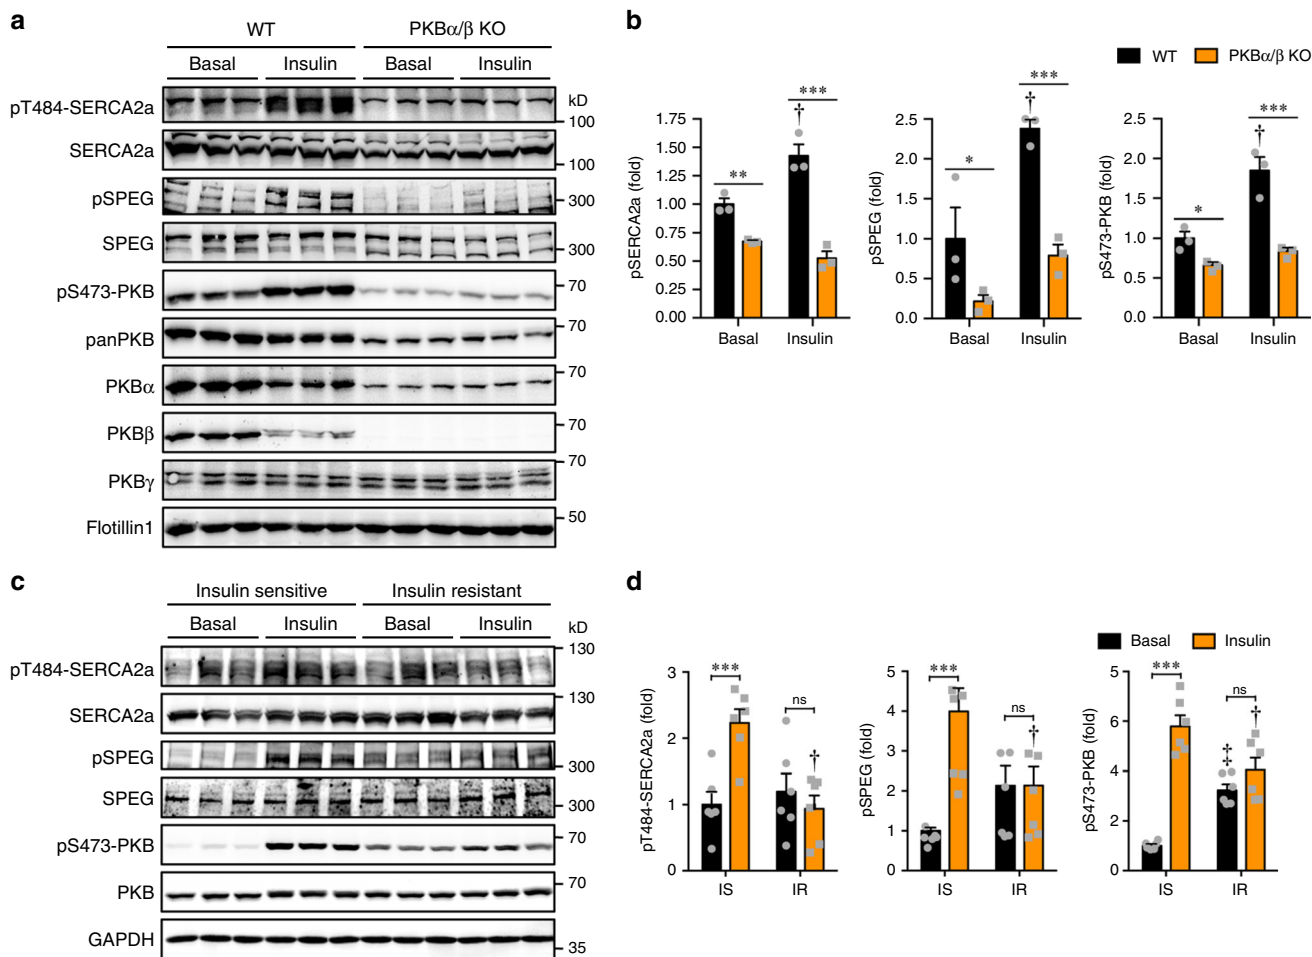 a
WT PKBα/β KO
Basal Insulin Basal Insulin
kD
pT484-SERCA2a
100
SERCA2a
100
pSPEG
300
SPEG
300
pS473-PKB
70
panPKB
70
PKBα
70
PKBβ
70
PKBγ
70
Flotillin1
50
b
WT PKBα/β KO
pSERCA2a (fold)
1.75
1.50
1.25
1.00
0.75
0.50
0.25
0.00
**
***
†
Basal Insulin
pSPEG (fold)
2.5
2.0
1.5
1.0
0.5
0.0
*
***
†
Basal Insulin
pS473-PKB (fold)
2.5
2.0
1.5
1.0
0.5
0.0
*
***
†
Basal Insulin
c
Insulin sensitive Insulin resistant
Basal Insulin Basal Insulin
kD
130
pT484-SERCA2a
130
SERCA2a
pSPEG
300
SPEG
300
pS473-PKB
70
PKB
70
GAPDH
35
d
Basal Insulin
pT484-SERCA2a (fold)
3
2
1
0
***
ns
†
IS IR
pSPEG (fold)
5
4
3
2
1
0
***
ns
†
IS IR
pS473-PKB (fold)
5
6
4
2
0
***
ns
‡
†
IS IR